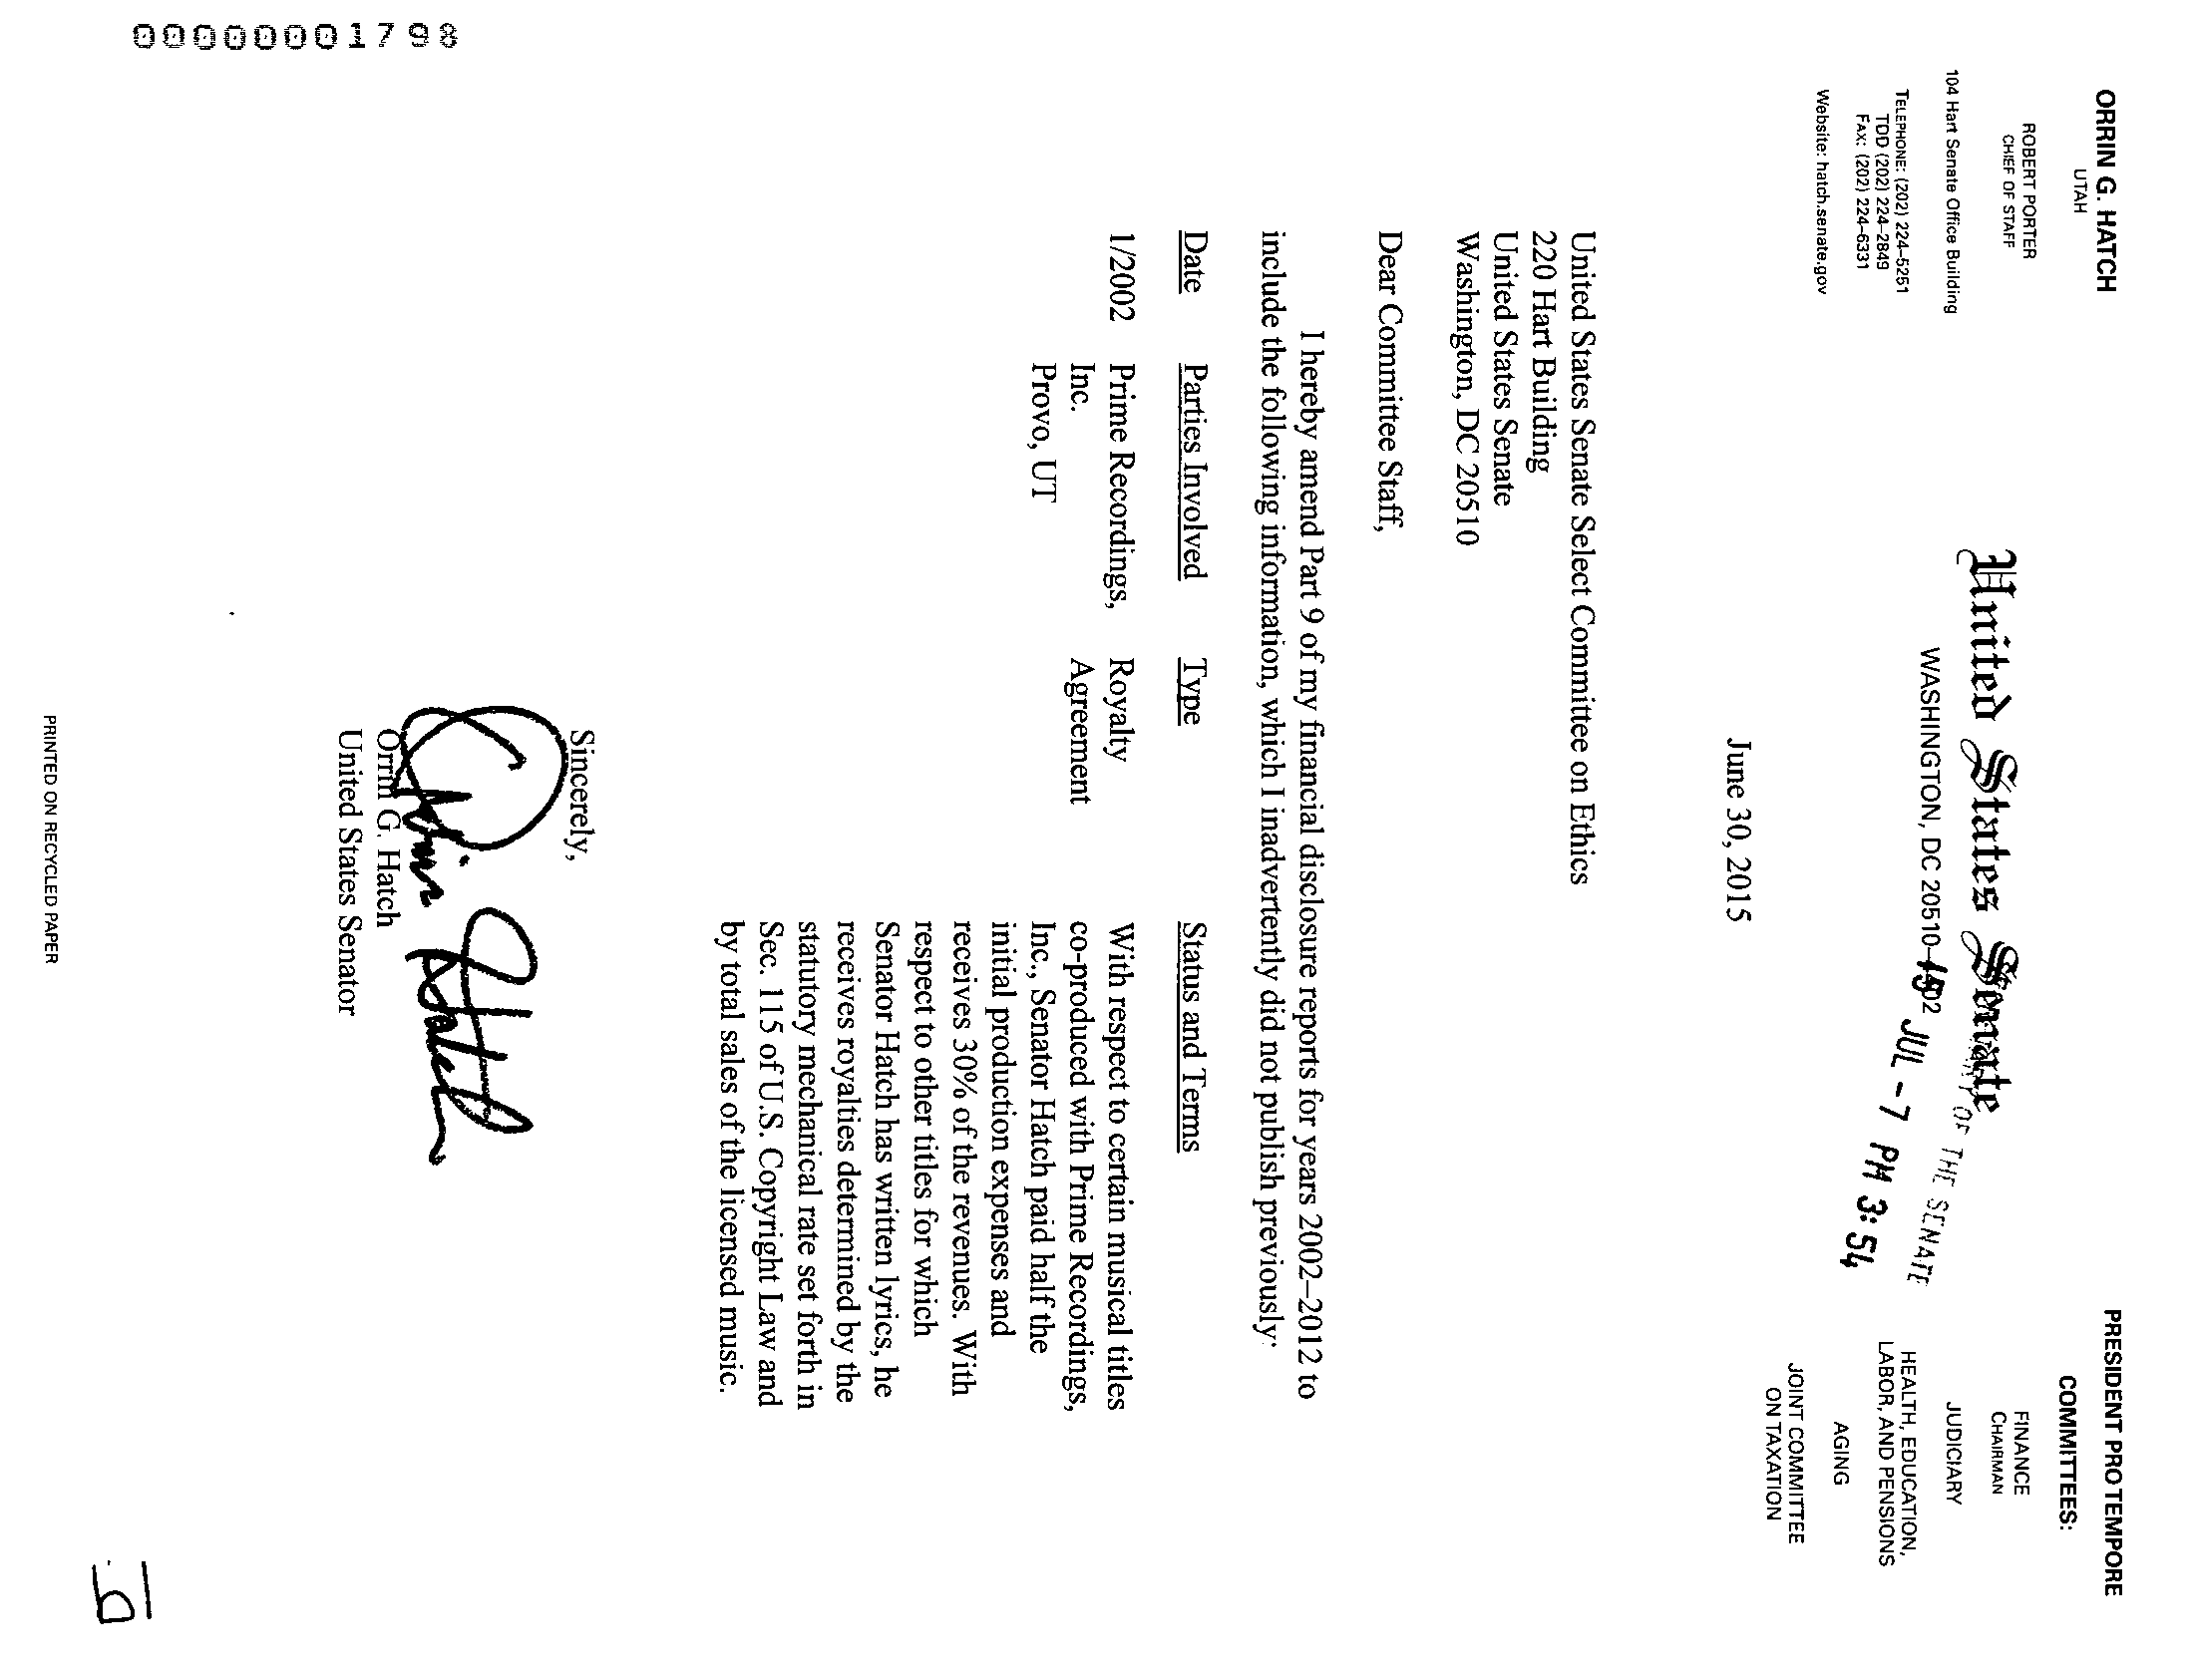 ORRIN G. HATCH
UTAH
ROBERT PORTER
CHIEF OF STAFF
104 Hart Senate Office Building
TELEPHONE: (202) 224–5251
TDD (202) 224–2849
FAX: (202) 224–6331
Website: hatch.senate.gov
United States Senate
WASHINGTON, DC 20510–4402
OF THE SENATE
15 JUL -7 PM 3:54
PRESIDENT PRO TEMPORE
COMMITTEES:
FINANCE
CHAIRMAN
JUDICIARY
HEALTH, EDUCATION,
LABOR, AND PENSIONS
AGING
JOINT COMMITTEE
ON TAXATION
June 30, 2015
United States Senate Select Committee on Ethics
220 Hart Building
United States Senate
Washington, DC 20510
Dear Committee Staff,
I hereby amend Part 9 of my financial disclosure reports for years 2002–2012 to
include the following information, which I inadvertently did not publish previously:
Date Parties Involved Type Status and Terms
1/2002 Prime Recordings, Royalty With respect to certain musical titles
Inc. Agreement co-produced with Prime Recordings,
Provo, UT Inc., Senator Hatch paid half the
initial production expenses and
receives 30% of the revenues. With
respect to other titles for which
Senator Hatch has written lyrics, he
receives royalties determined by the
statutory mechanical rate set forth in
Sec. 115 of U.S. Copyright Law and
by total sales of the licensed music.
Sincerely,
Orrin Hatch
Orrin G. Hatch
United States Senator
PRINTED ON RECYCLED PAPER
00000001798